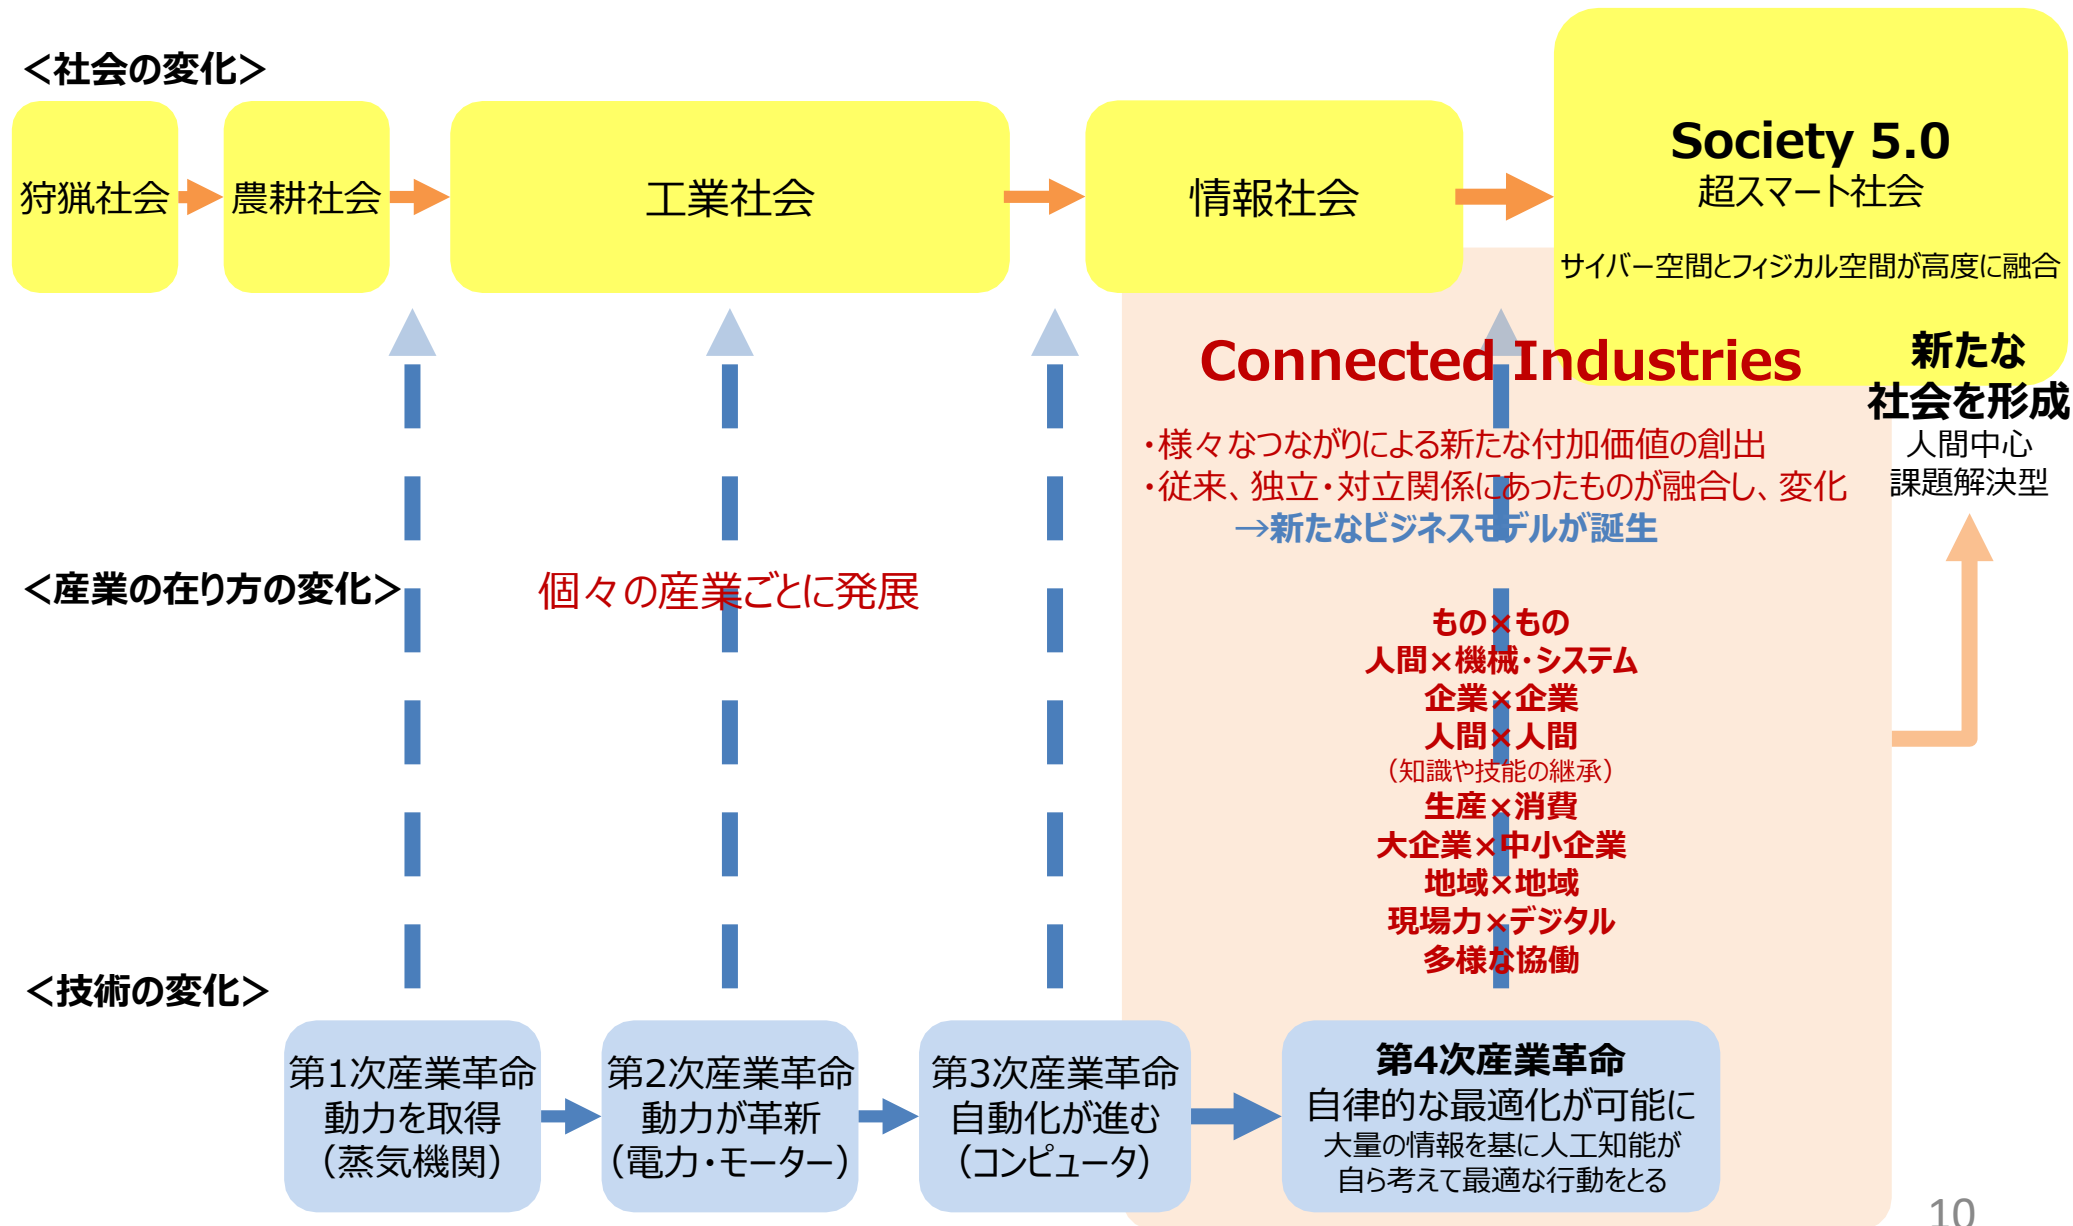 ＜社会の変化＞
狩猟社会
農耕社会
工業社会
情報社会
Society 5.0
超スマート社会
サイバー空間とフィジカル空間が高度に融合
新たな
社会を形成
人間中心
課題解決型
Connected Industries
・様々なつながりによる新たな付加価値の創出
・従来、独立・対立関係にあったものが融合し、変化
→新たなビジネスモデルが誕生
＜産業の在り方の変化＞
個々の産業ごとに発展
もの×もの
人間×機械・システム
企業×企業
人間×人間
（知識や技能の継承）
生産×消費
大企業×中小企業
地域×地域
現場力×デジタル
多様な協働
＜技術の変化＞
第1次産業革命
動力を取得
（蒸気機関）
第2次産業革命
動力が革新
（電力・モーター）
第3次産業革命
自動化が進む
（コンピュータ）
第4次産業革命
自律的な最適化が可能に
大量の情報を基に人工知能が
自ら考えて最適な行動をとる
10